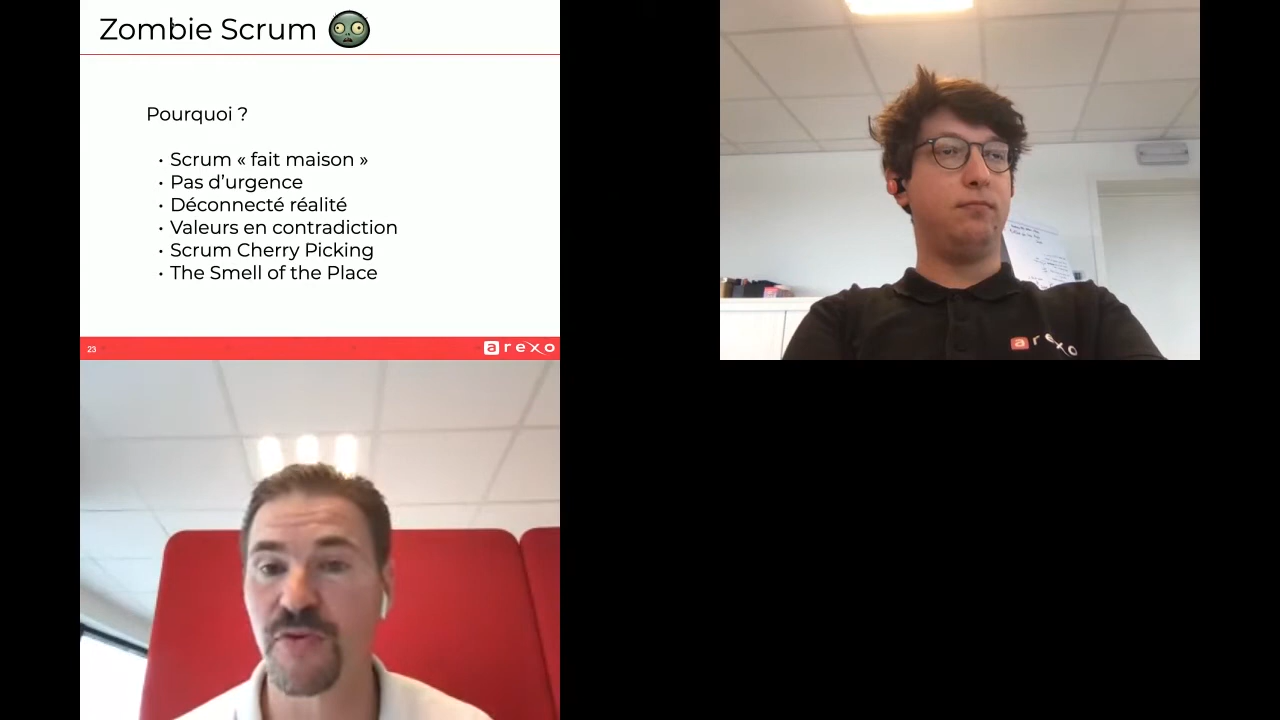 Zombie Scrum
Pourquoi ?
• Scrum « fait maison »
• Pas d'urgence
• Déconnecté réalité
• Valeurs en contradiction
• Scrum Cherry Picking
• The Smell of the Place
23
arexo
arexo